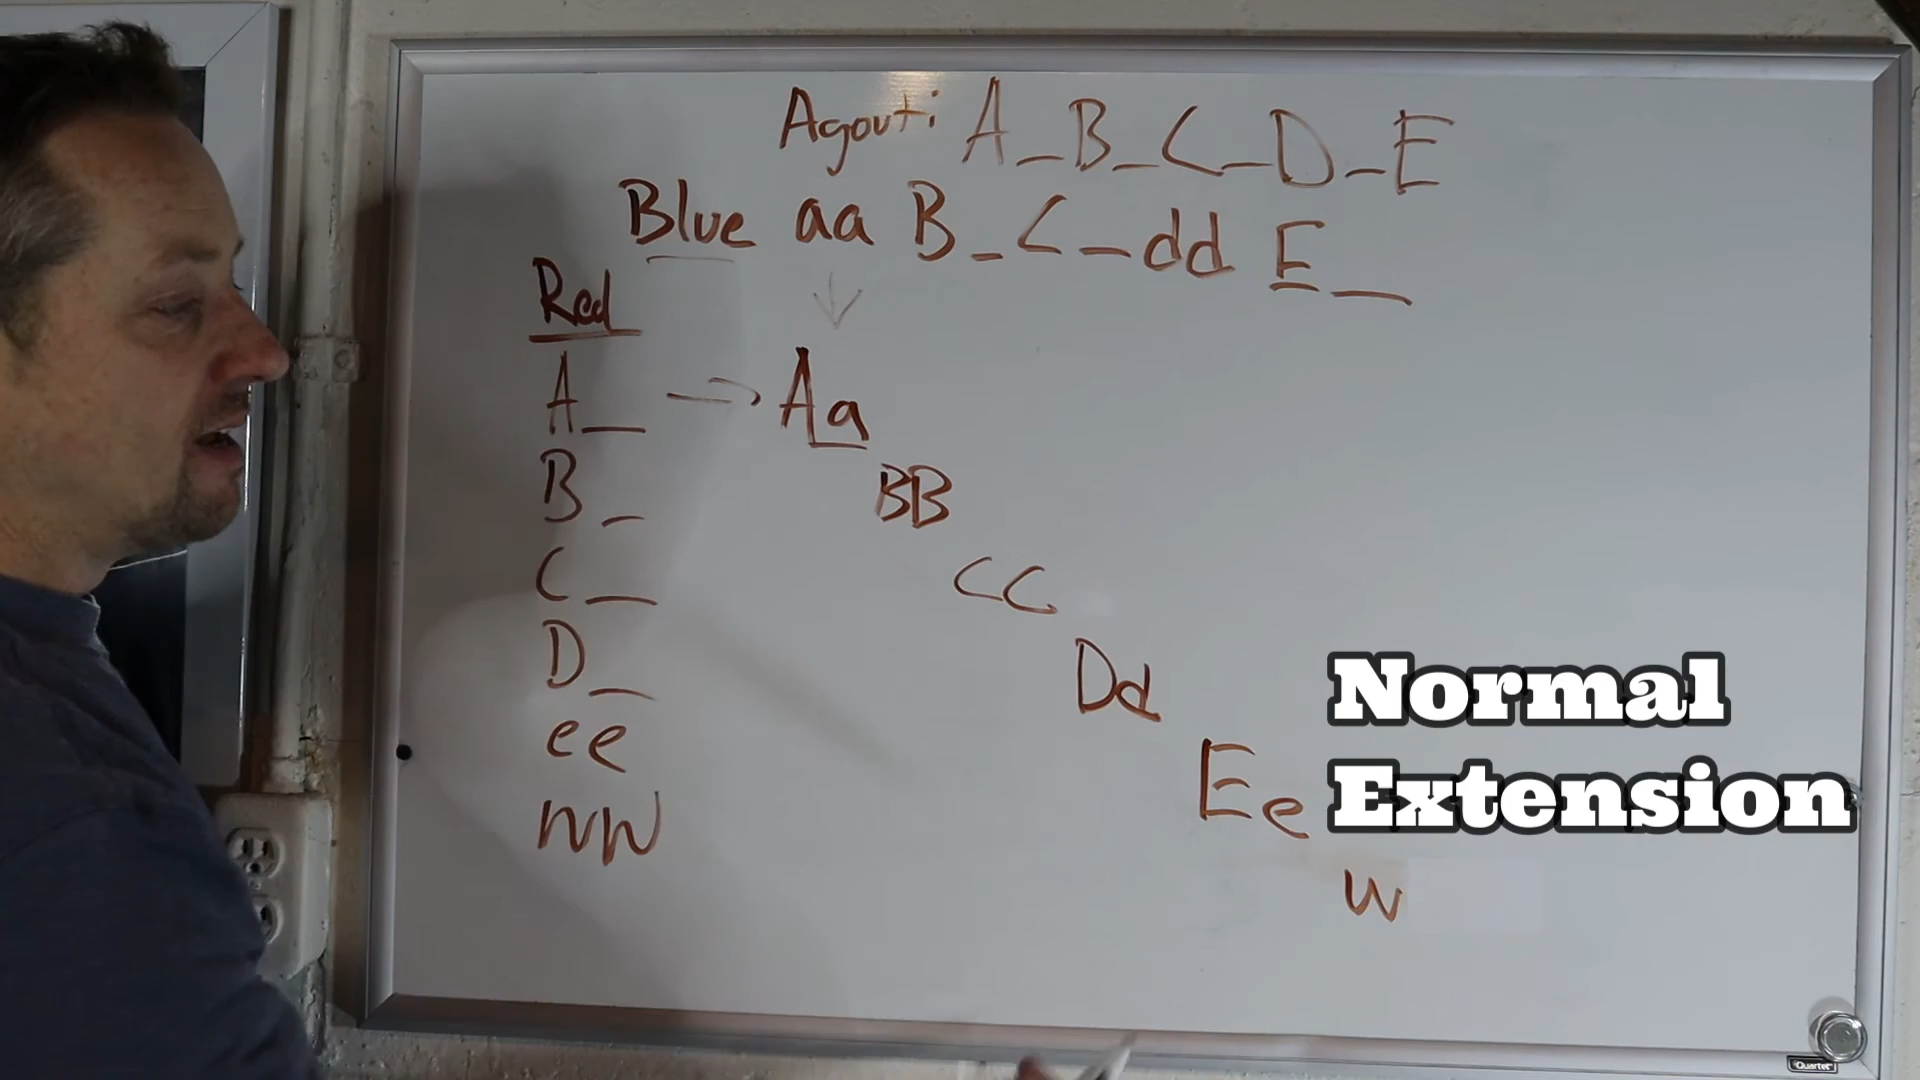 Agouti A_B_C_D_E
Blue aa B_C_dd E_
Red
A_ → Aa
B_ BB
C_ CC
D_ Dd
ee Ee
ww w
Normal
Extension
Quartet